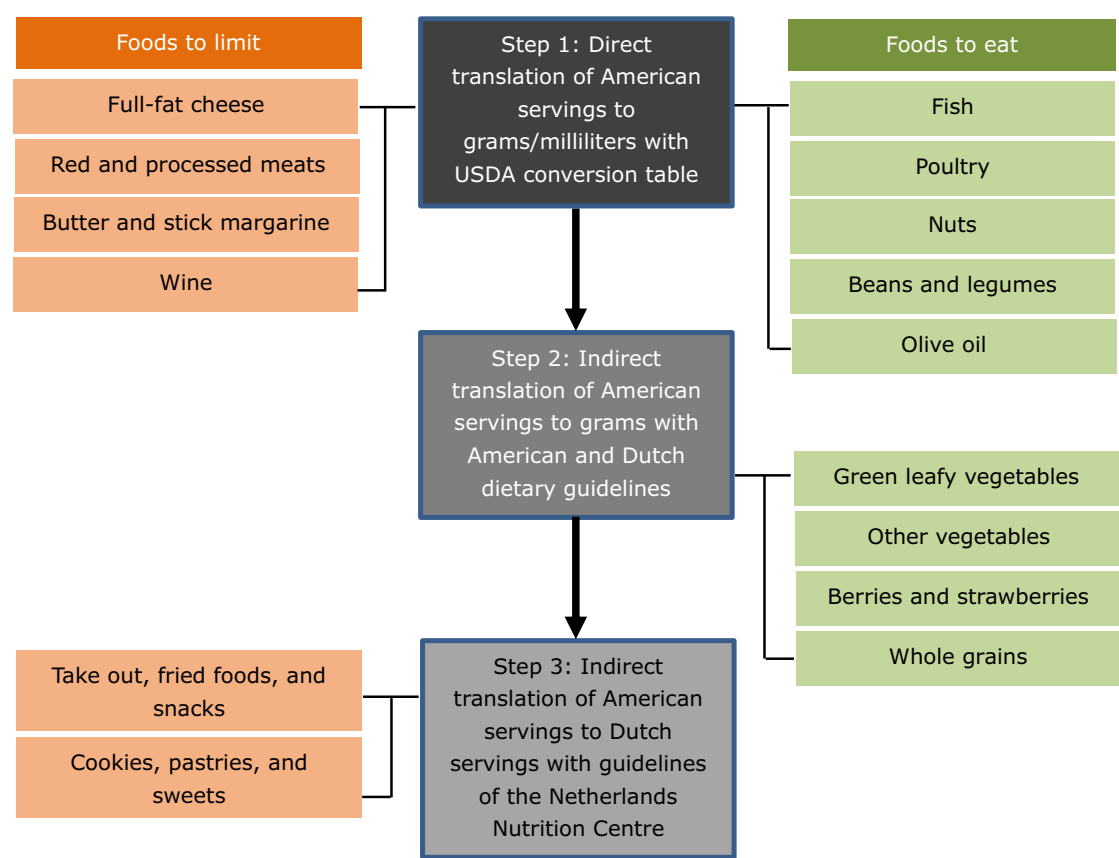 Foods to limit
Full-fat cheese
Red and processed meats
Butter and stick margarine
Wine
Step 1: Direct
translation of American
servings to
grams/milliliters with
USDA conversion table
Foods to eat
Fish
Poultry
Nuts
Beans and legumes
Olive oil
Step 2: Indirect
translation of American
servings to grams with
American and Dutch
dietary guidelines
Green leafy vegetables
Other vegetables
Berries and strawberries
Whole grains
Take out, fried foods, and
snacks
Cookies, pastries, and
sweets
Step 3: Indirect
translation of American
servings to Dutch
servings with guidelines
of the Netherlands
Nutrition Centre